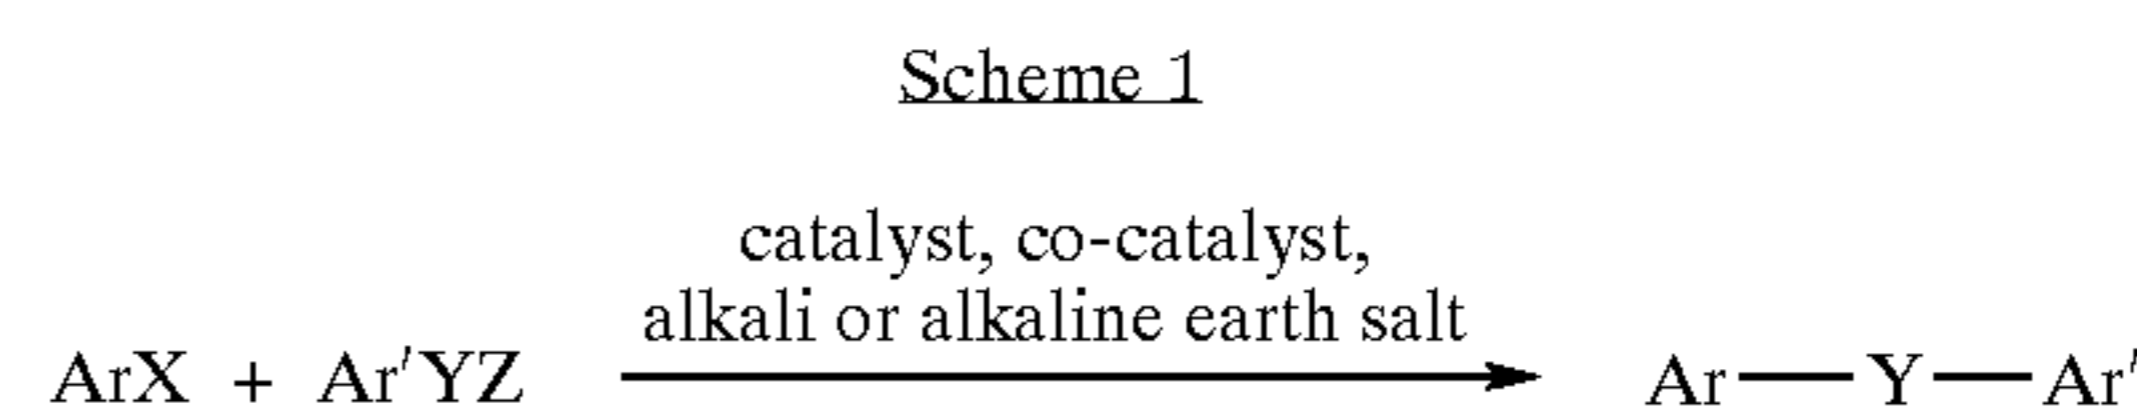 Scheme 1
catalyst, co-catalyst,
alkali or alkaline earth salt
ArX + Ar′YZ Ar—Y—Ar′